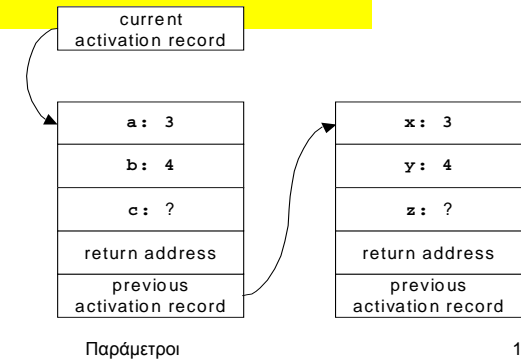 current
activation record
a: 3
b: 4
c: ?
return address
previous
activation record
x: 3
y: 4
z: ?
return address
previous
activation record
Παράμετροι
1